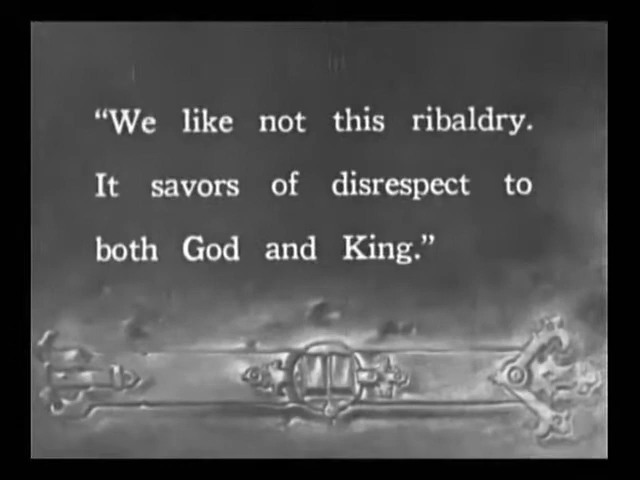 “We like not this ribaldry.
It savors of disrespect to
both God and King.”